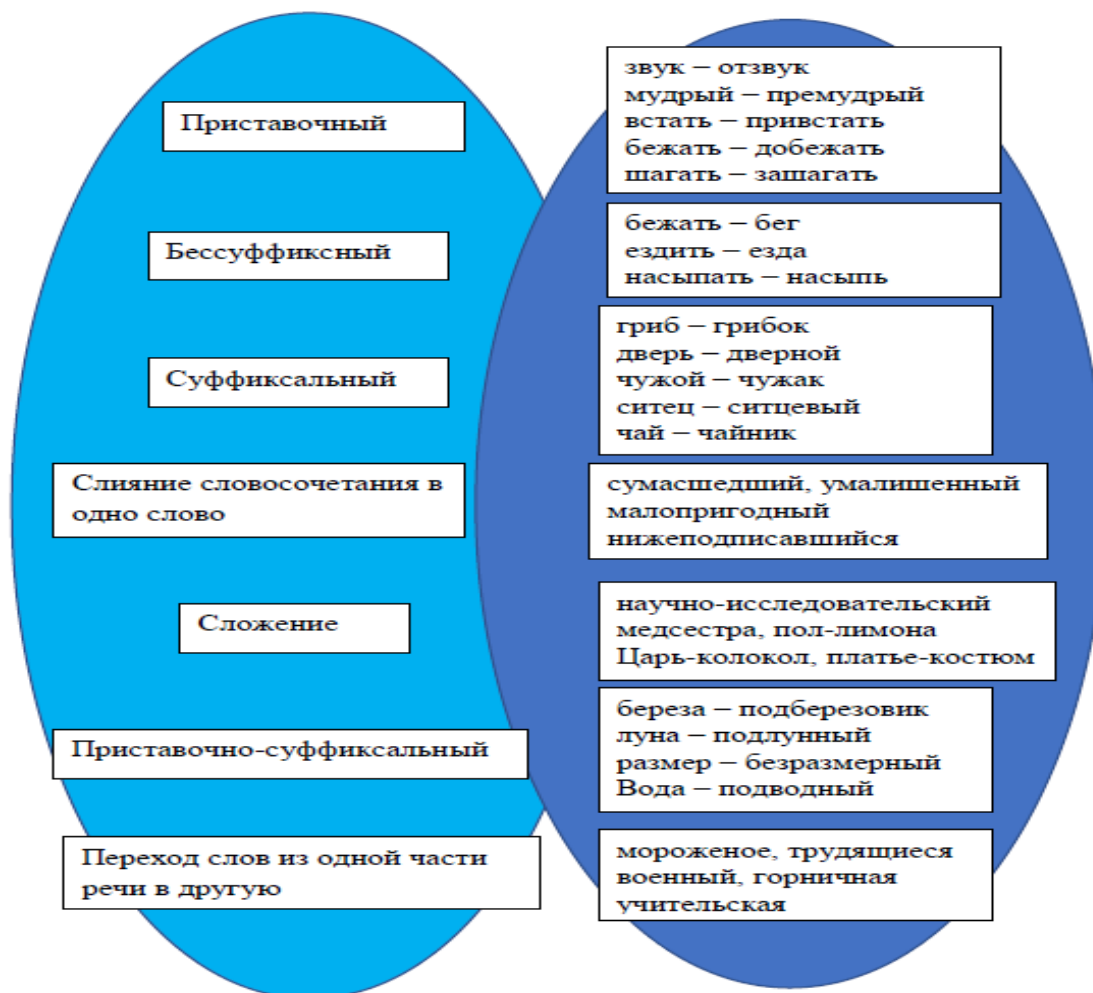 Приставочный
звук – отзвук
мудрый – премудрый
встать – привстать
бежать – добежать
шагать – зашагать
Бессуффиксный
бежать – бег
ездить – езда
насыпать – насыпь
Суффиксальный
гриб – грибок
дверь – дверной
чужой – чужак
ситец – ситцевый
чай – чайник
Слияние словосочетания в
одно слово
сумасшедший, умалишенный
малопригодный
нижеподписавшийся
Сложение
научно-исследовательский
медсестра, пол-лимона
Царь-колокол, платье-костюм
Приставочно-суффиксальный
береза – подберезовик
луна – подлунный
размер – безразмерный
Вода – подводный
Переход слов из одной части
речи в другую
мороженое, трудящиеся
военный, горничная
учительская